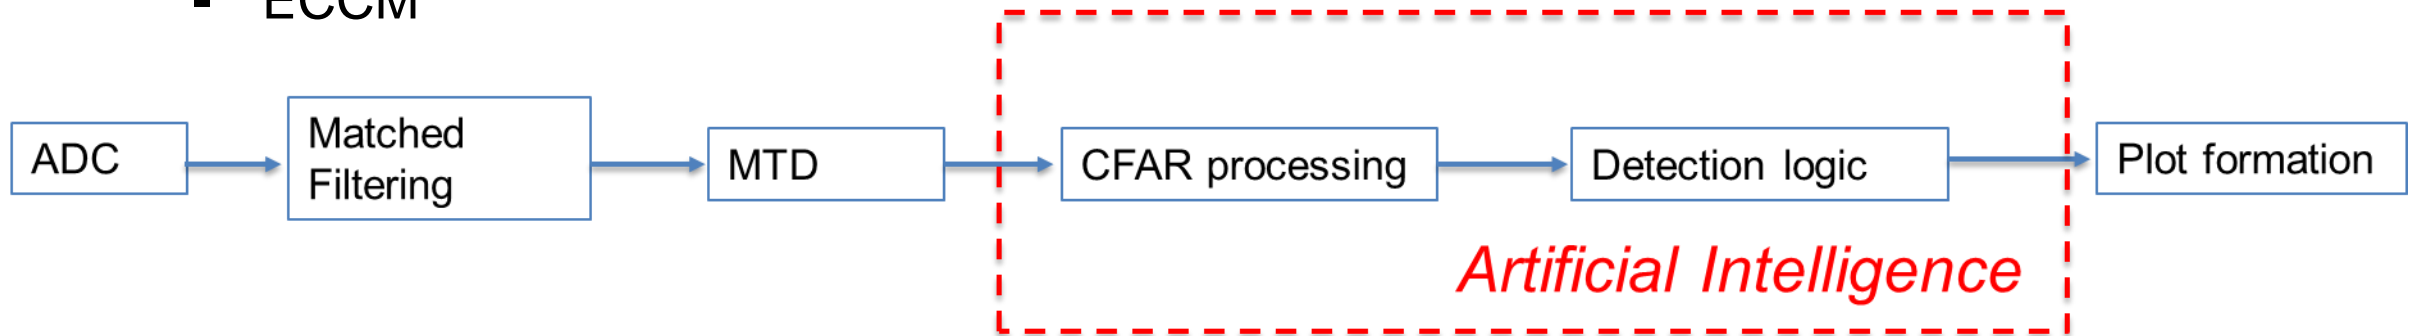 ▪ ECCM
ADC
Matched
Filtering
MTD
CFAR processing
Detection logic
Plot formation
Artificial Intelligence